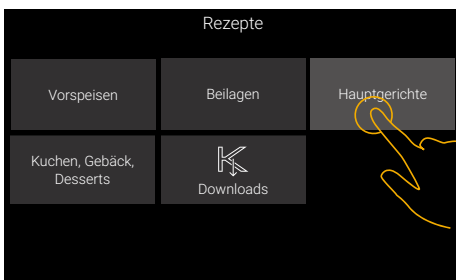 Rezepte
Vorspeisen
Beilagen
Hauptgerichte
Kuchen, Gebäck,
Desserts
Downloads